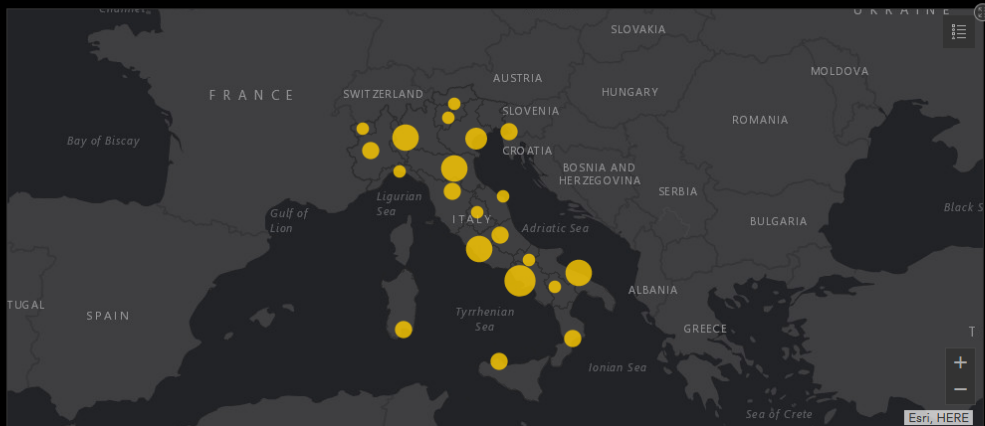 Channel
UKRAINE
SLOVAKIA
MOLDOVA
AUSTRIA
FRANCE
SWITZERLAND
HUNGARY
SLOVENIA
ROMANIA
Bay of Biscay
CROATIA
BOSNIA AND
HERZEGOVINA
SERBIA
Ligurian
Sea
Gulf of
Lion
ITALY
Adriatic Sea
BULGARIA
Black S
ALBANIA
TUGAL
SPAIN
Tyrrhenian
Sea
GREECE
T
Ionian Sea
Sea of Crete
+
−
Esri, HERE